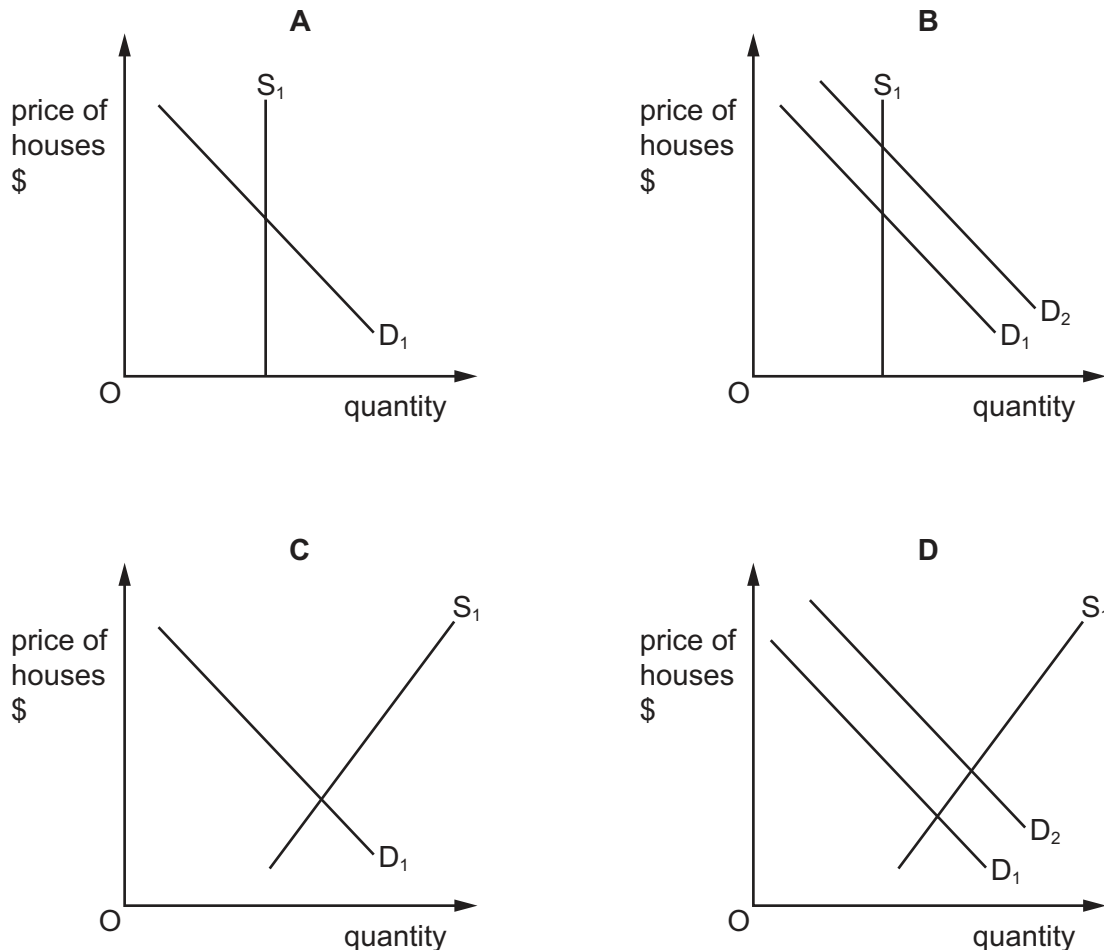 A
price of
houses
$
S₁
D₁
O
quantity
B
price of
houses
$
S₁
D₂
D₁
O
quantity
C
price of
houses
$
S₁
D₁
O
quantity
D
price of
houses
$
S₁
D₂
D₁
O
quantity